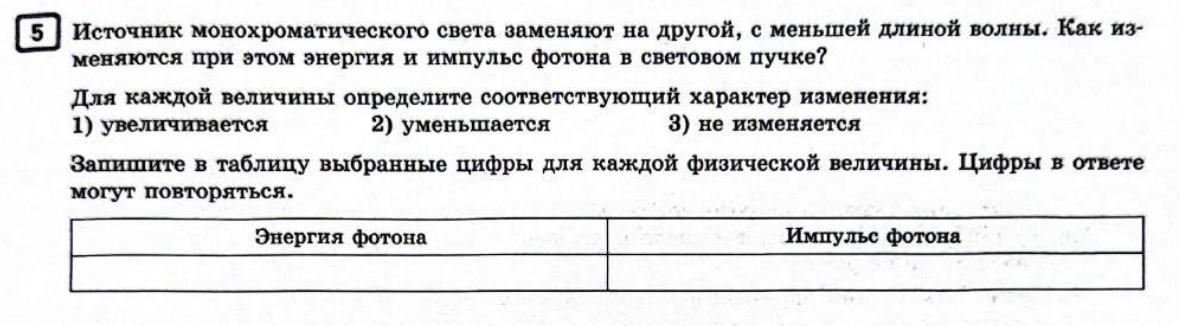 5 Источник монохроматического света заменяют на другой, с меньшей длиной волны. Как из-
меняются при этом энергия и импульс фотона в световом пучке?
Для каждой величины определите соответствующий характер изменения:
1) увеличивается 2) уменьшается 3) не изменяется
Запишите в таблицу выбранные цифры для каждой физической величины. Цифры в ответе
могут повторяться.
Энергия фотона Импульс фотона